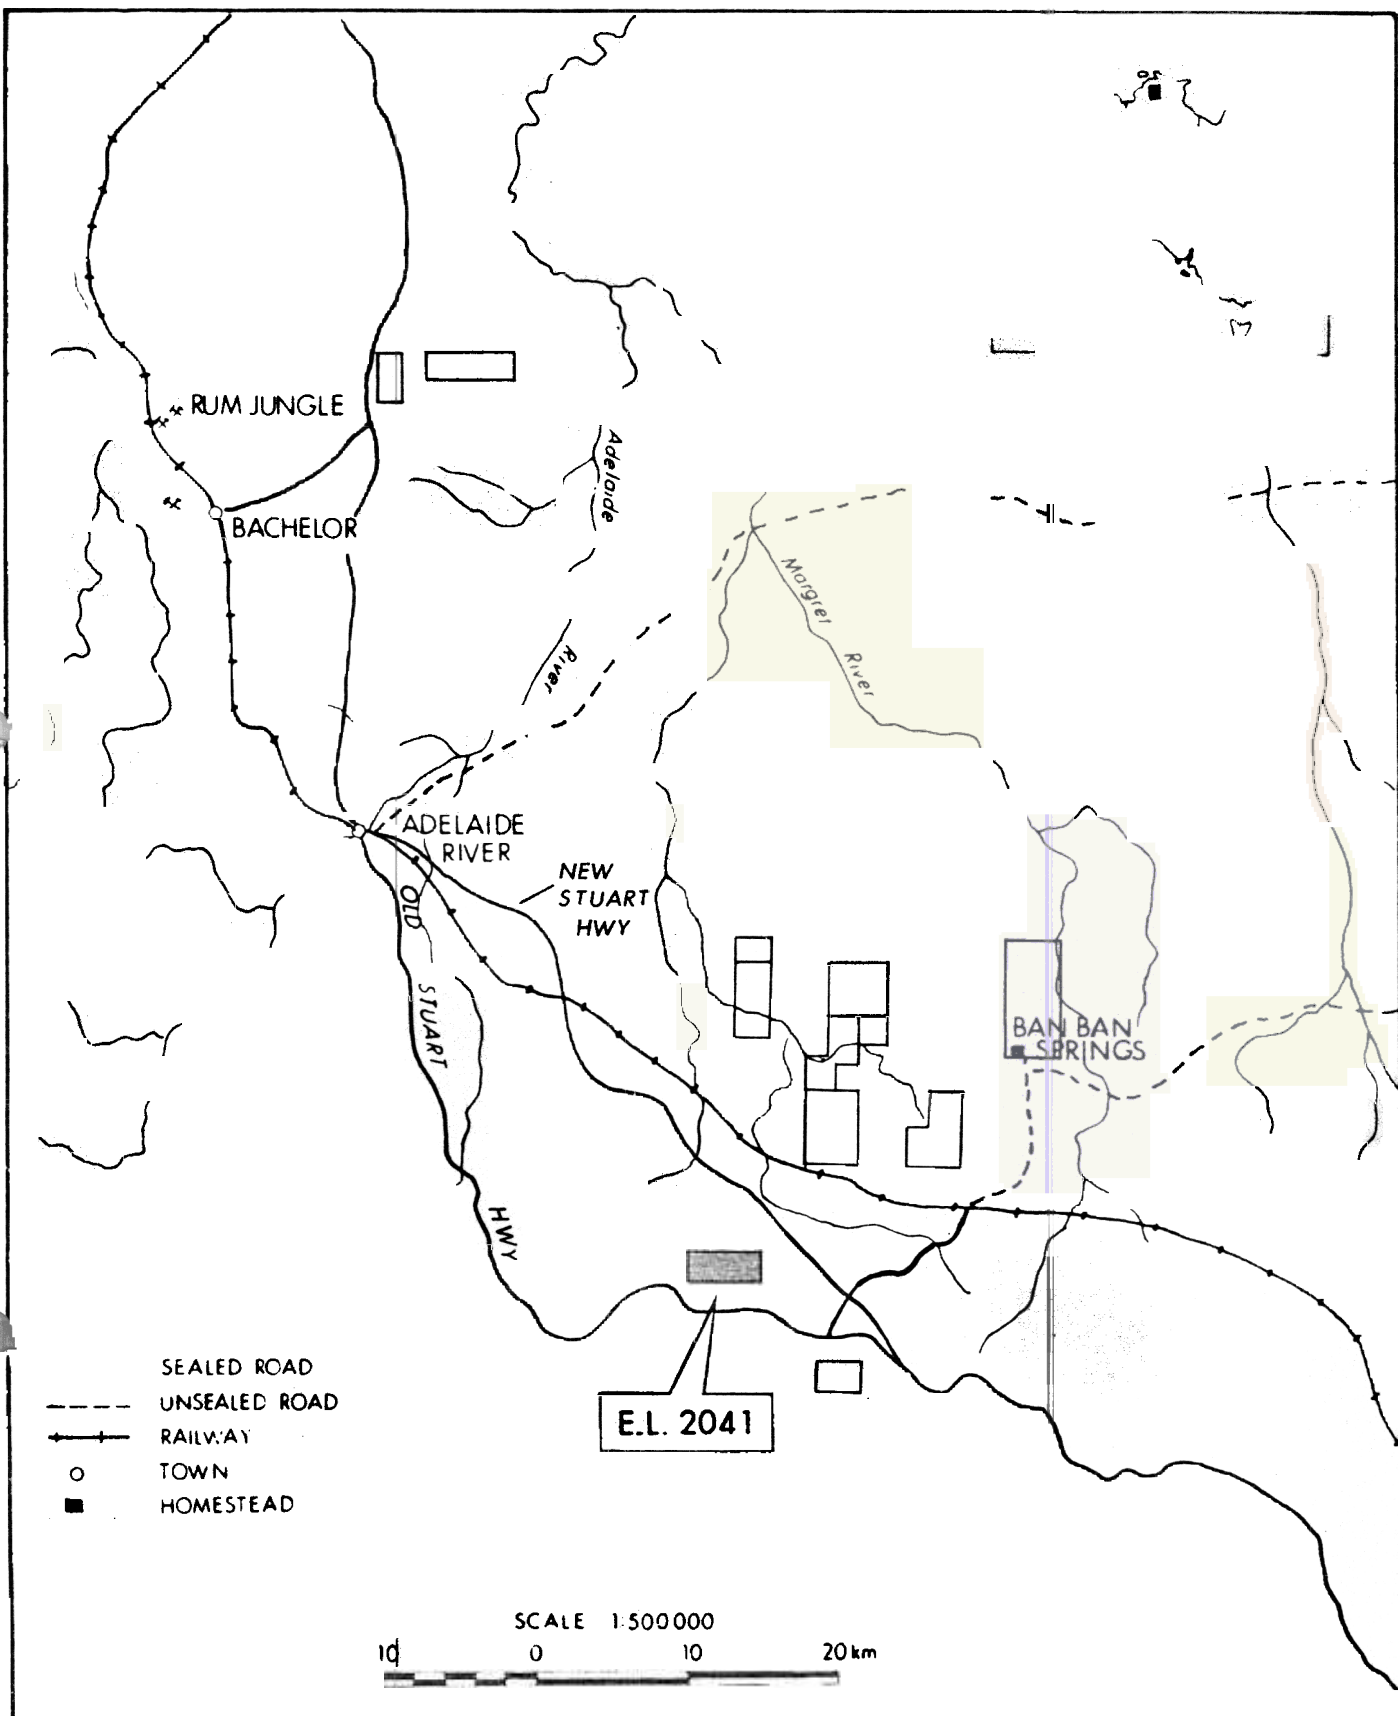 RUM JUNGLE
Adelaide
BACHELOR
Margret
River
River
ADELAIDE
RIVER
NEW
STUART
HWY
OLD
STUART
HWY
BAN BAN
SPRINGS
E.L. 2041
SEALED ROAD
UNSEALED ROAD
RAILWAY
TOWN
HOMESTEAD
SCALE 1:500000
10 0 10 20 km